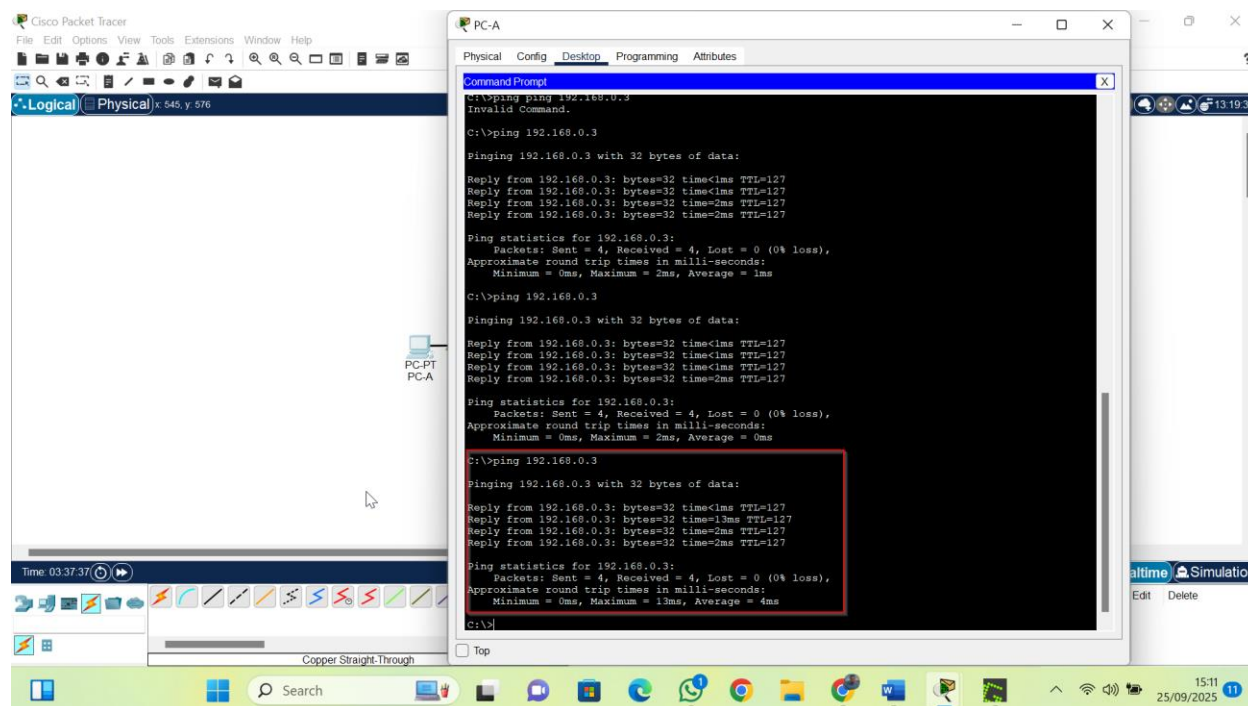 Cisco Packet Tracer
File Edit Options View Tools Extensions Window Help
Logical Physical x: 545, y: 576
13:19:3
PC-PT
PC-A
Time: 03:37:37
Copper Straight-Through
PC-A
Physical Config Desktop Programming Attributes
Command Prompt X
C:\>ping ping 192.168.0.3
Invalid Command.
C:\>ping 192.168.0.3
Pinging 192.168.0.3 with 32 bytes of data:
Reply from 192.168.0.3: bytes=32 time<1ms TTL=127
Reply from 192.168.0.3: bytes=32 time<1ms TTL=127
Reply from 192.168.0.3: bytes=32 time=2ms TTL=127
Reply from 192.168.0.3: bytes=32 time=2ms TTL=127
Ping statistics for 192.168.0.3:
Packets: Sent = 4, Received = 4, Lost = 0 (0% loss),
Approximate round trip times in milli-seconds:
Minimum = 0ms, Maximum = 2ms, Average = 1ms
C:\>ping 192.168.0.3
Pinging 192.168.0.3 with 32 bytes of data:
Reply from 192.168.0.3: bytes=32 time<1ms TTL=127
Reply from 192.168.0.3: bytes=32 time<1ms TTL=127
Reply from 192.168.0.3: bytes=32 time<1ms TTL=127
Reply from 192.168.0.3: bytes=32 time=2ms TTL=127
Ping statistics for 192.168.0.3:
Packets: Sent = 4, Received = 4, Lost = 0 (0% loss),
Approximate round trip times in milli-seconds:
Minimum = 0ms, Maximum = 2ms, Average = 0ms
C:\>ping 192.168.0.3
Pinging 192.168.0.3 with 32 bytes of data:
Reply from 192.168.0.3: bytes=32 time<1ms TTL=127
Reply from 192.168.0.3: bytes=32 time=13ms TTL=127
Reply from 192.168.0.3: bytes=32 time=2ms TTL=127
Reply from 192.168.0.3: bytes=32 time=2ms TTL=127
Ping statistics for 192.168.0.3:
Packets: Sent = 4, Received = 4, Lost = 0 (0% loss),
Approximate round trip times in milli-seconds:
Minimum = 0ms, Maximum = 13ms, Average = 4ms
C:\>
Top
altime Simulatio
Edit Delete
Search
15:11
25/09/2025
11